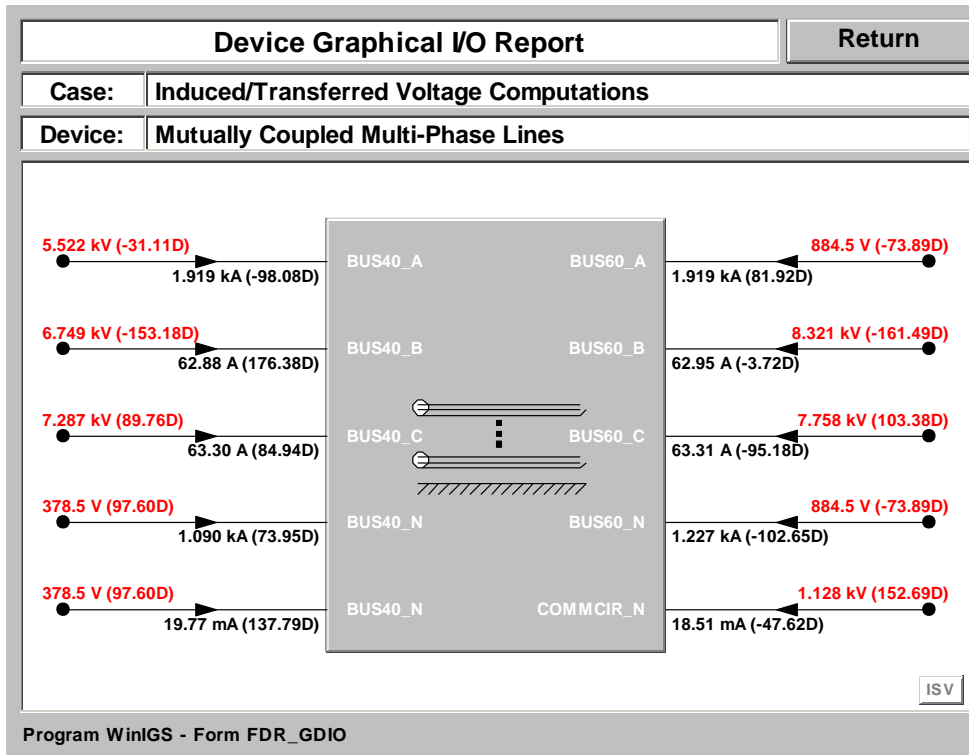 Device Graphical I/O Report
Return
Case: Induced/Transferred Voltage Computations
Device: Mutually Coupled Multi-Phase Lines
5.522 kV (-31.11D)
884.5 V (-73.89D)
BUS40_A
BUS60_A
1.919 kA (-98.08D)
1.919 kA (81.92D)
6.749 kV (-153.18D)
8.321 kV (-161.49D)
BUS40_B
BUS60_B
62.88 A (176.38D)
62.95 A (-3.72D)
7.287 kV (89.76D)
7.758 kV (103.38D)
BUS40_C
BUS60_C
63.30 A (84.94D)
63.31 A (-95.18D)
378.5 V (97.60D)
884.5 V (-73.89D)
BUS40_N
BUS60_N
1.090 kA (73.95D)
1.227 kA (-102.65D)
378.5 V (97.60D)
1.128 kV (152.69D)
BUS40_N
COMMCIR_N
19.77 mA (137.79D)
18.51 mA (-47.62D)
ISV
Program WinIGS - Form FDR_GDIO